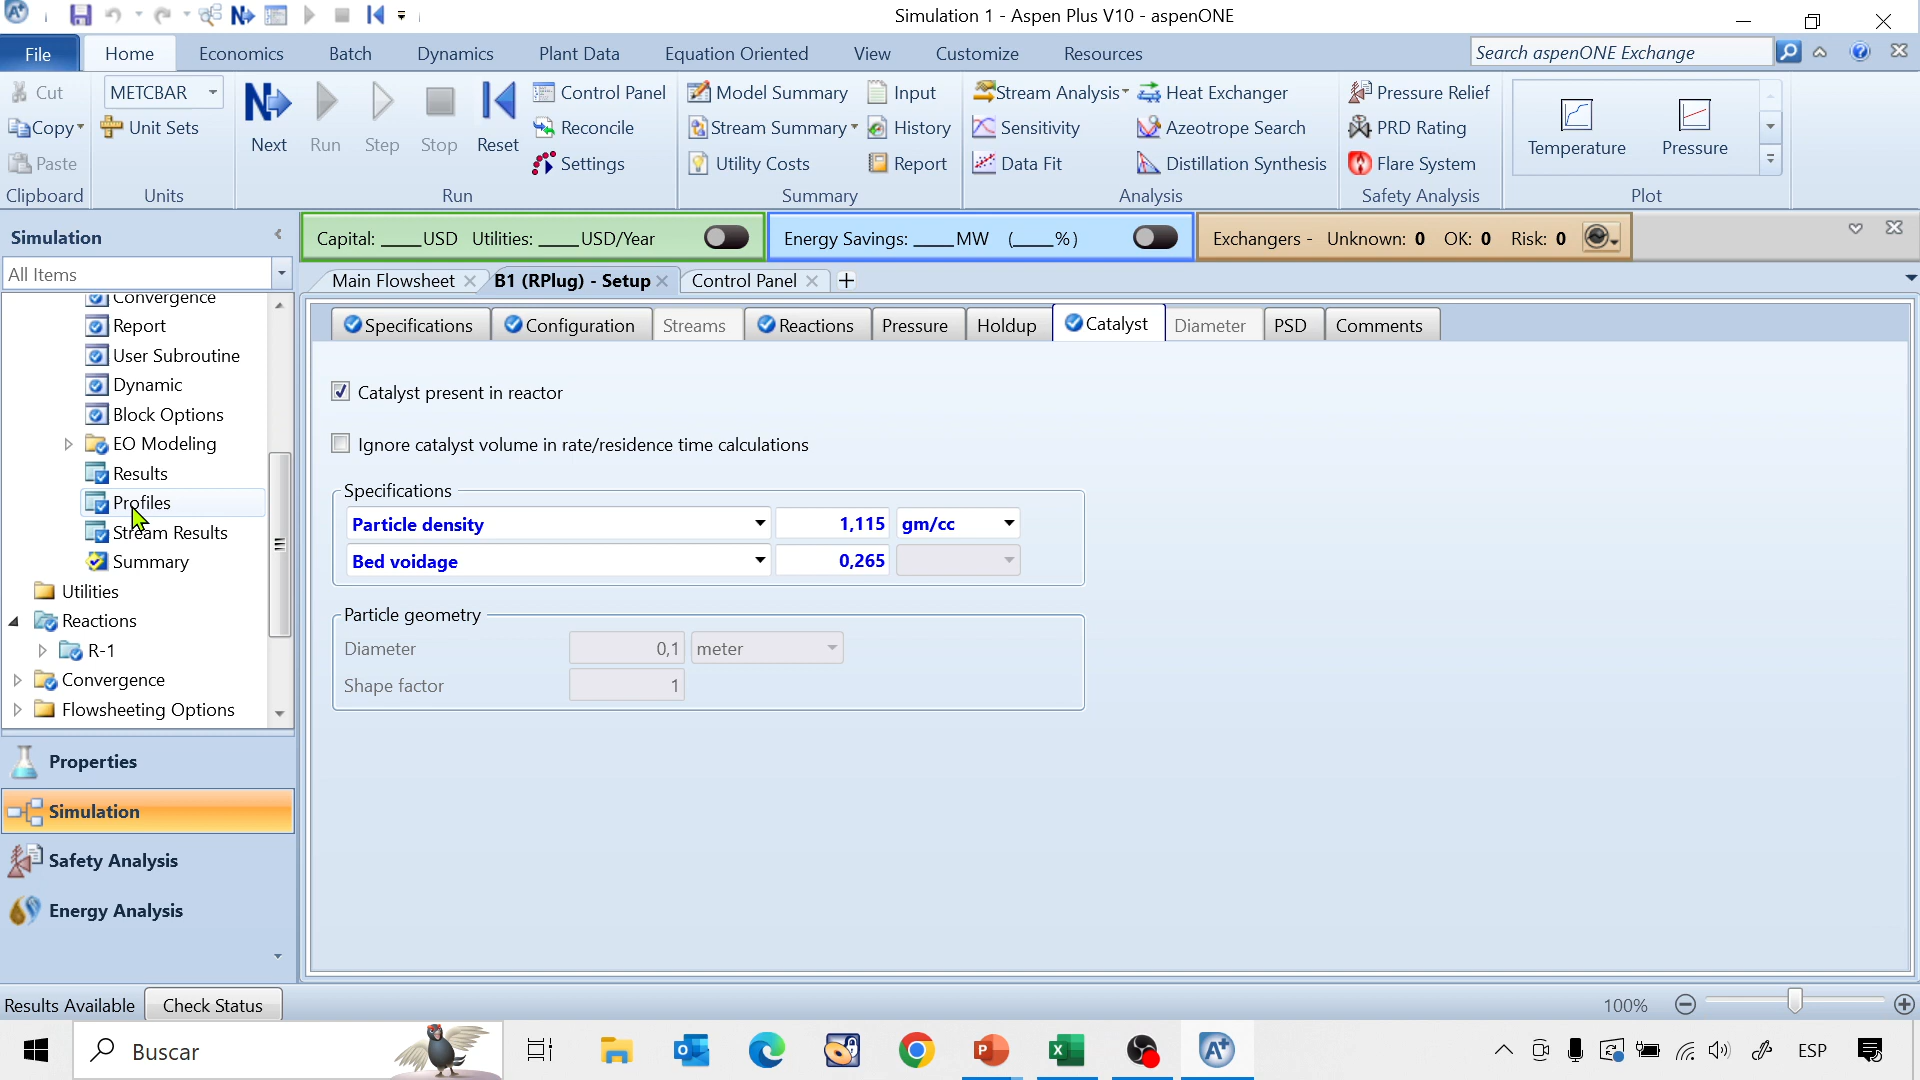 Simulation 1 - Aspen Plus V10 - aspenONE
File Home Economics Batch Dynamics Plant Data Equation Oriented View Customize Resources Search aspenONE Exchange
Cut METCBAR Control Panel Model Summary Input Stream Analysis Heat Exchanger Pressure Relief
Copy Unit Sets Reconcile Stream Summary History Sensitivity Azeotrope Search PRD Rating
Next Run Step Stop Reset Temperature Pressure
Paste Settings Utility Costs Report Data Fit Distillation Synthesis Flare System
Clipboard Units Run Summary Analysis Safety Analysis Plot
Simulation Capital: ____USD Utilities: ____USD/Year Energy Savings: ____MW (____%) Exchangers - Unknown: 0 OK: 0 Risk: 0
All Items Main Flowsheet B1 (RPlug) - Setup Control Panel
Convergence
Report Specifications Configuration Streams Reactions Pressure Holdup Catalyst Diameter PSD Comments
User Subroutine
Dynamic
Catalyst present in reactor
Block Options
EO Modeling Ignore catalyst volume in rate/residence time calculations
Results
Specifications
Profiles
Particle density 1,115 gm/cc
Stream Results
Summary Bed voidage 0,265
Utilities
Reactions Particle geometry
R-1 Diameter 0,1 meter
Convergence Shape factor 1
Flowsheeting Options
Properties
Simulation
Safety Analysis
Energy Analysis
Results Available Check Status 100%
Buscar ESP